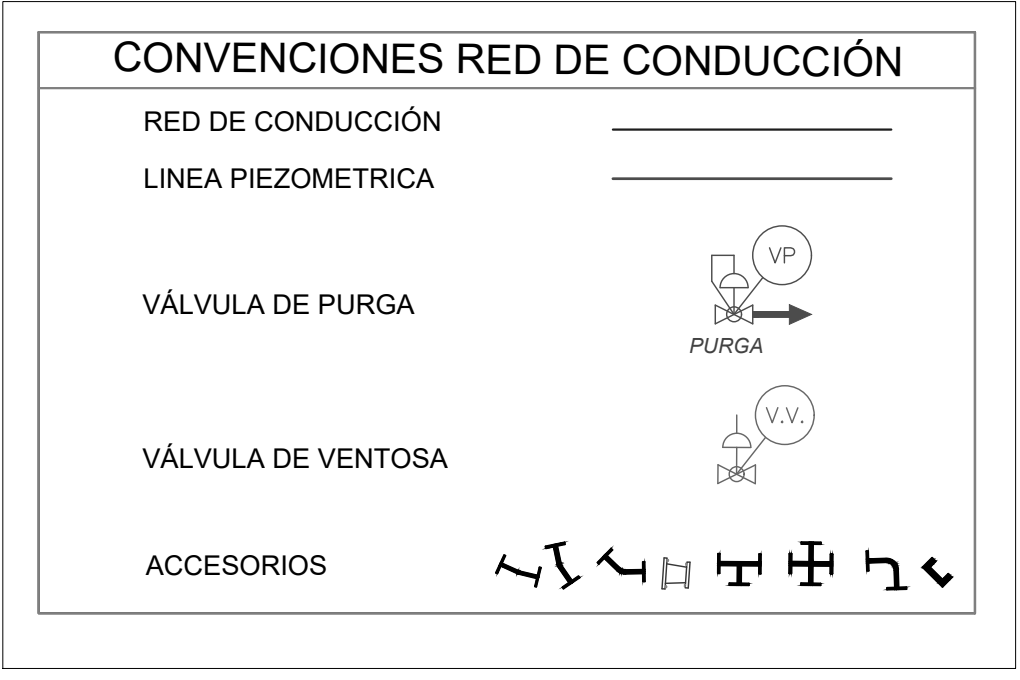 CONVENCIONES RED DE CONDUCCIÓN
RED DE CONDUCCIÓN
LINEA PIEZOMETRICA
VP
VÁLVULA DE PURGA
PURGA
V.V.
VÁLVULA DE VENTOSA
ACCESORIOS